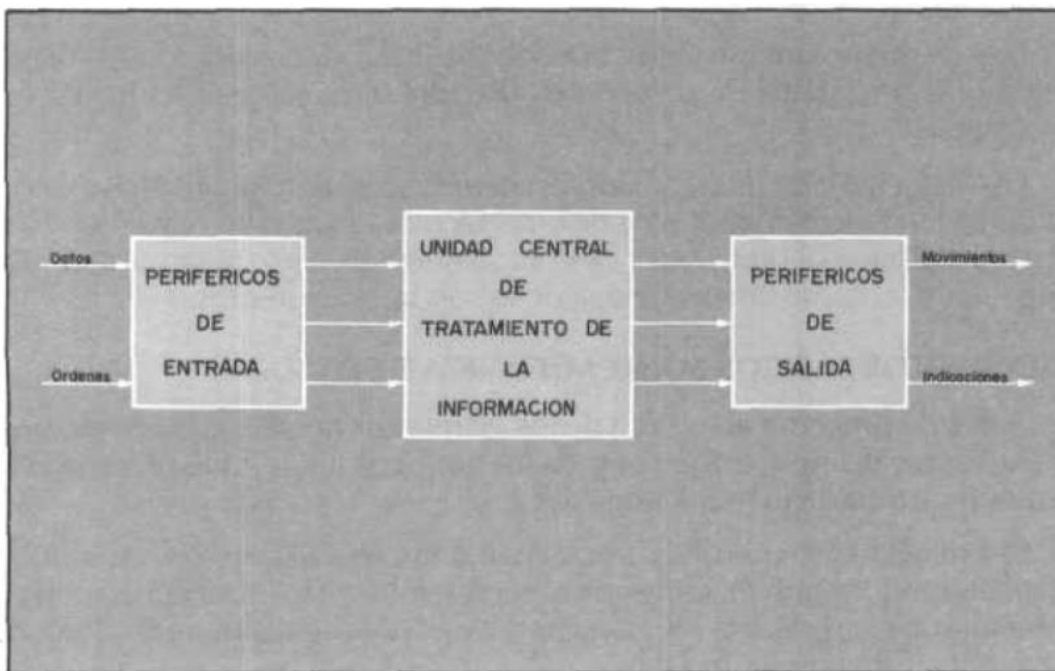 Datos
Ordenes
PERIFERICOS
DE
ENTRADA
UNIDAD CENTRAL
DE
TRATAMIENTO DE
LA
INFORMACION
PERIFERICOS
DE
SALIDA
Movimientos
Indicaciones